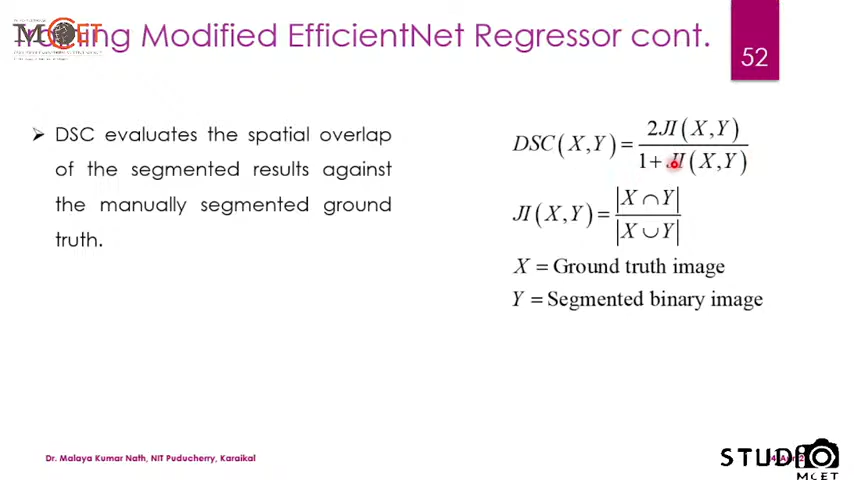 Modified EfficientNet Regressor cont.
52
MCET
➢ DSC evaluates the spatial overlap
of the segmented results against
the manually segmented ground
truth.
DSC(X,Y) = 2JI(X,Y) / 1+JI(X,Y)
JI(X,Y) = |X∩Y| / |X∪Y|
X = Ground truth image
Y = Segmented binary image
Dr. Malaya Kumar Nath, NIT Puducherry, Karaikal
STUDIO
MCET